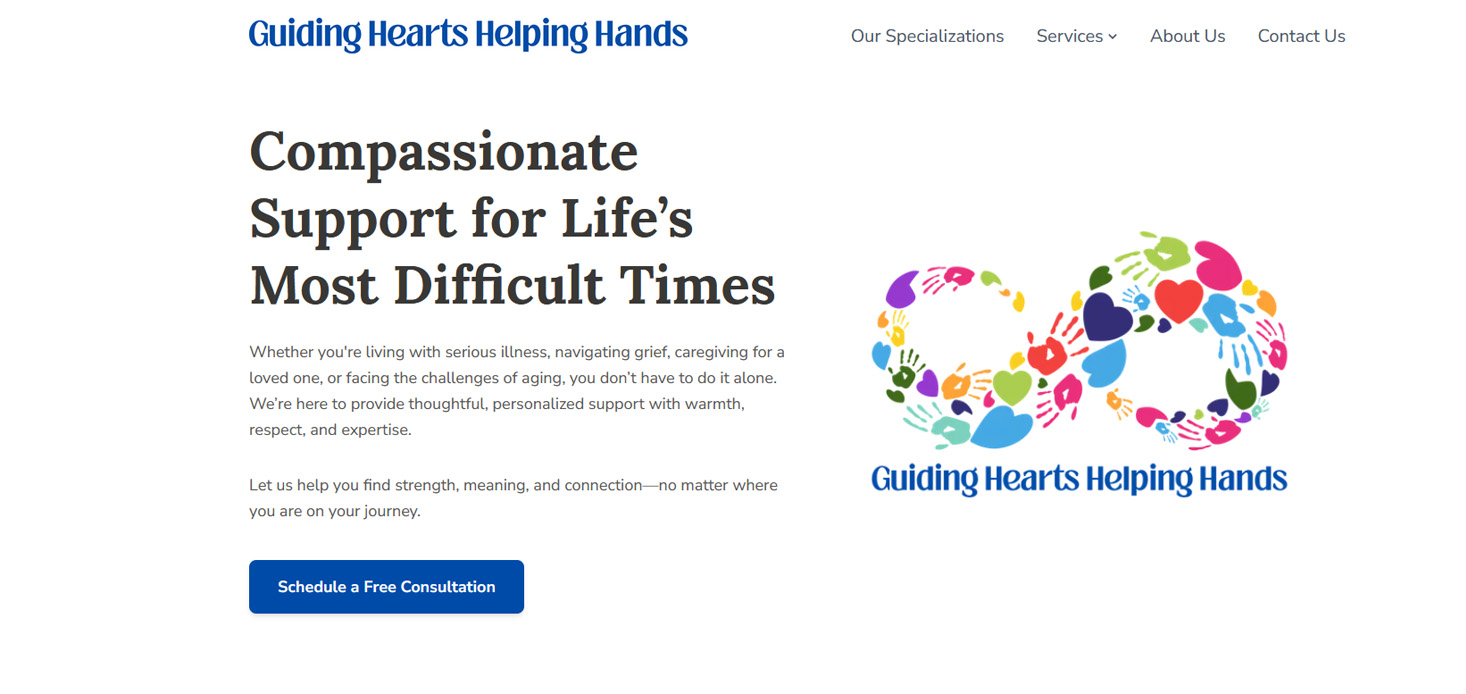 Guiding Hearts Helping Hands
Our Specializations
Services
About Us
Contact Us
Compassionate
Support for Life’s
Most Difficult Times
Whether you're living with serious illness, navigating grief, caregiving for a
loved one, or facing the challenges of aging, you don’t have to do it alone.
We’re here to provide thoughtful, personalized support with warmth,
respect, and expertise.
Let us help you find strength, meaning, and connection—no matter where
you are on your journey.
Schedule a Free Consultation
Guiding Hearts Helping Hands